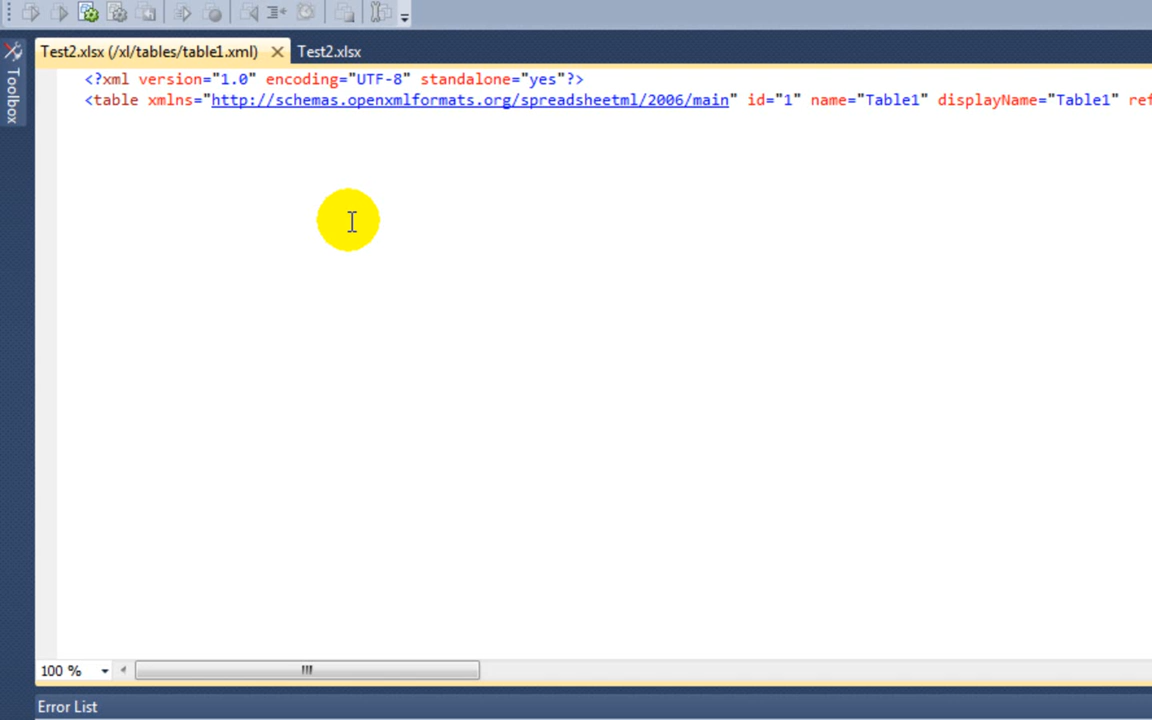 Test2.xlsx (/xl/tables/table1.xml) Test2.xlsx
Toolbox
<?xml version="1.0" encoding="UTF-8" standalone="yes"?>
<table xmlns="http://schemas.openxmlformats.org/spreadsheetml/2006/main" id="1" name="Table1" displayName="Table1" ref
100 %
Error List